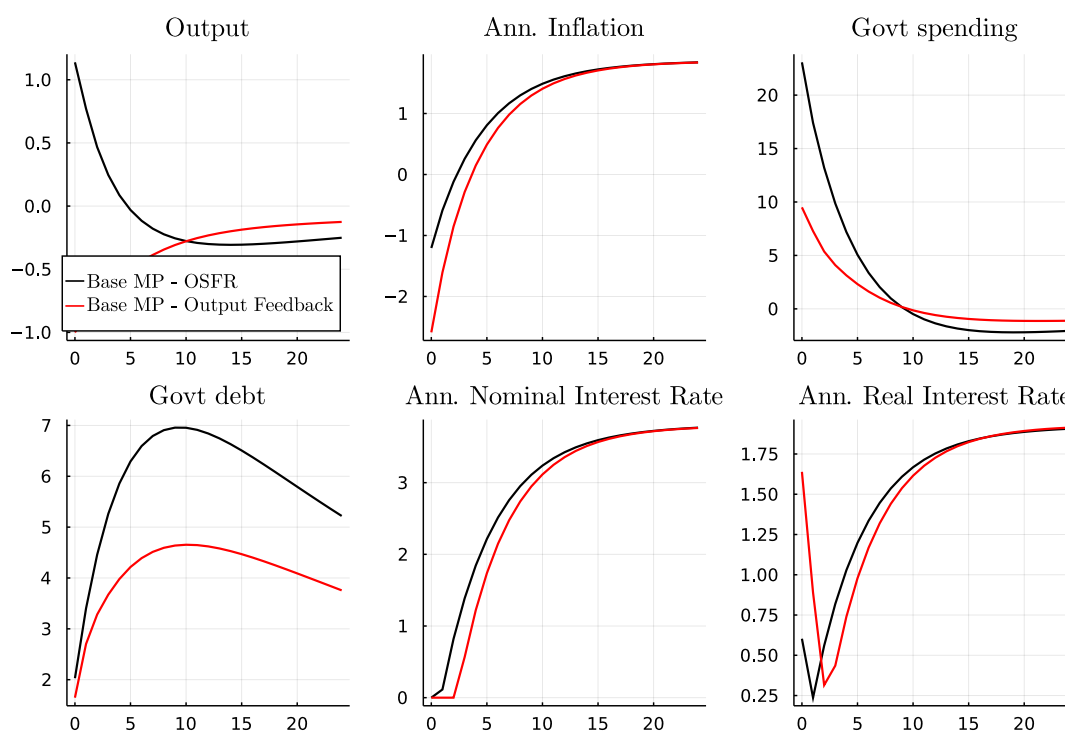 Output
Ann. Inflation
Govt spending
1.0
0.5
0.0
−0.5
−1.0
Base MP - OSFR
Base MP - Output Feedback
0 5 10 15 20
1
0
−1
−2
0 5 10 15 20
20
15
10
5
0
0 5 10 15 20
Govt debt
Ann. Nominal Interest Rate
Ann. Real Interest Rate
7
6
5
4
3
2
0 5 10 15 20
3
2
1
0
0 5 10 15 20
1.75
1.50
1.25
1.00
0.75
0.50
0.25
0 5 10 15 20